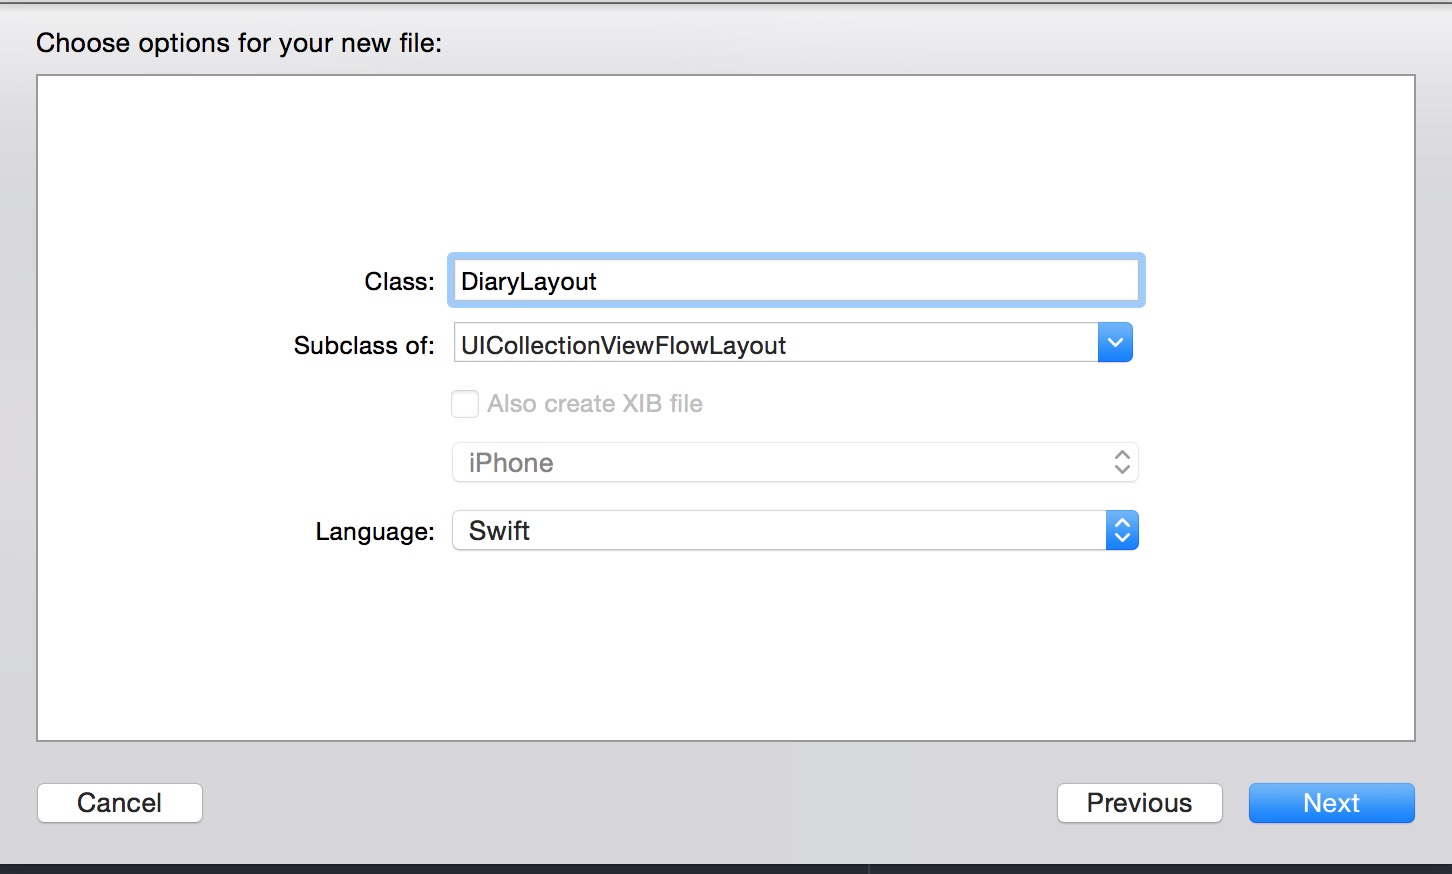 Choose options for your new file:
Class: DiaryLayout
Subclass of: UICollectionViewFlowLayout
Also create XIB file
iPhone
Language: Swift
Cancel Previous Next